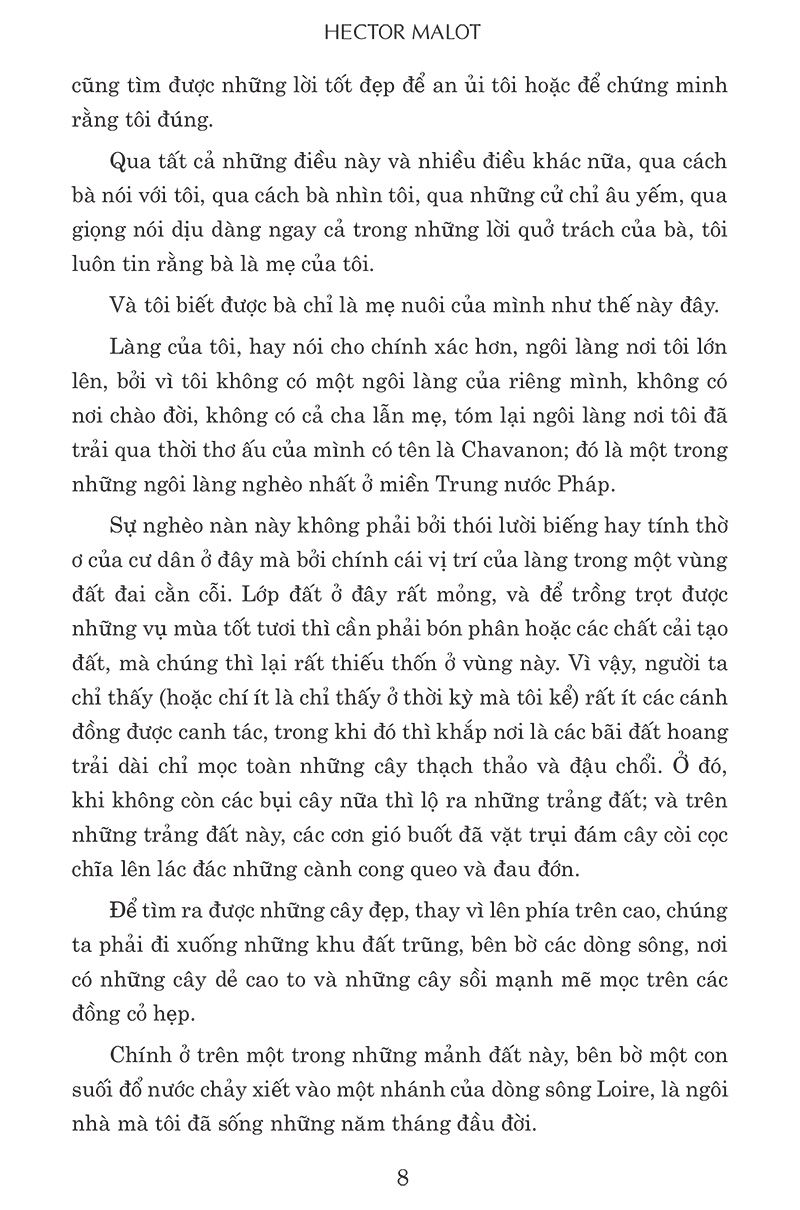 HECTOR MALOT
cũng tìm được những lời tốt đẹp để an ủi tôi hoặc để chứng minh
rằng tôi đúng.
Qua tất cả những điều này và nhiều điều khác nữa, qua cách
bà nói với tôi, qua cách bà nhìn tôi, qua những cử chỉ âu yếm, qua
giọng nói dịu dàng ngay cả trong những lời quở trách của bà, tôi
luôn tin rằng bà là mẹ của tôi.
Và tôi biết được bà chỉ là mẹ nuôi của mình như thế này đây.
Làng của tôi, hay nói cho chính xác hơn, ngôi làng nơi tôi lớn
lên, bởi vì tôi không có một ngôi làng của riêng mình, không có
nơi chào đời, không có cả cha lẫn mẹ, tóm lại ngôi làng nơi tôi đã
trải qua thời thơ ấu của mình có tên là Chavanon; đó là một trong
những ngôi làng nghèo nhất ở miền Trung nước Pháp.
Sự nghèo nàn này không phải bởi thói lười biếng hay tính thờ
ơ của cư dân ở đây mà bởi chính cái vị trí của làng trong một vùng
đất đai cằn cỗi. Lớp đất ở đây rất mỏng, và để trồng trọt được
những vụ mùa tốt tươi thì cần phải bón phân hoặc các chất cải tạo
đất, mà chúng thì lại rất thiếu thốn ở vùng này. Vì vậy, người ta
chỉ thấy (hoặc chí ít là chỉ thấy ở thời kỳ mà tôi kể) rất ít các cánh
đồng được canh tác, trong khi đó thì khắp nơi là các bãi đất hoang
trải dài chỉ mọc toàn những cây thạch thảo và đậu chổi. Ở đó,
khi không còn các bụi cây nữa thì lộ ra những trảng đất; và trên
những trảng đất này, các cơn gió buốt đã vặt trụi đám cây còi cọc
chĩa lên lác đác những cành cong queo và đau đớn.
Để tìm ra được những cây đẹp, thay vì lên phía trên cao, chúng
ta phải đi xuống những khu đất trũng, bên bờ các dòng sông, nơi
có những cây dẻ cao to và những cây sồi mạnh mẽ mọc trên các
đồng cỏ hẹp.
Chính ở trên một trong những mảnh đất này, bên bờ một con
suối đổ nước chảy xiết vào một nhánh của dòng sông Loire, là ngôi
nhà mà tôi đã sống những năm tháng đầu đời.
8